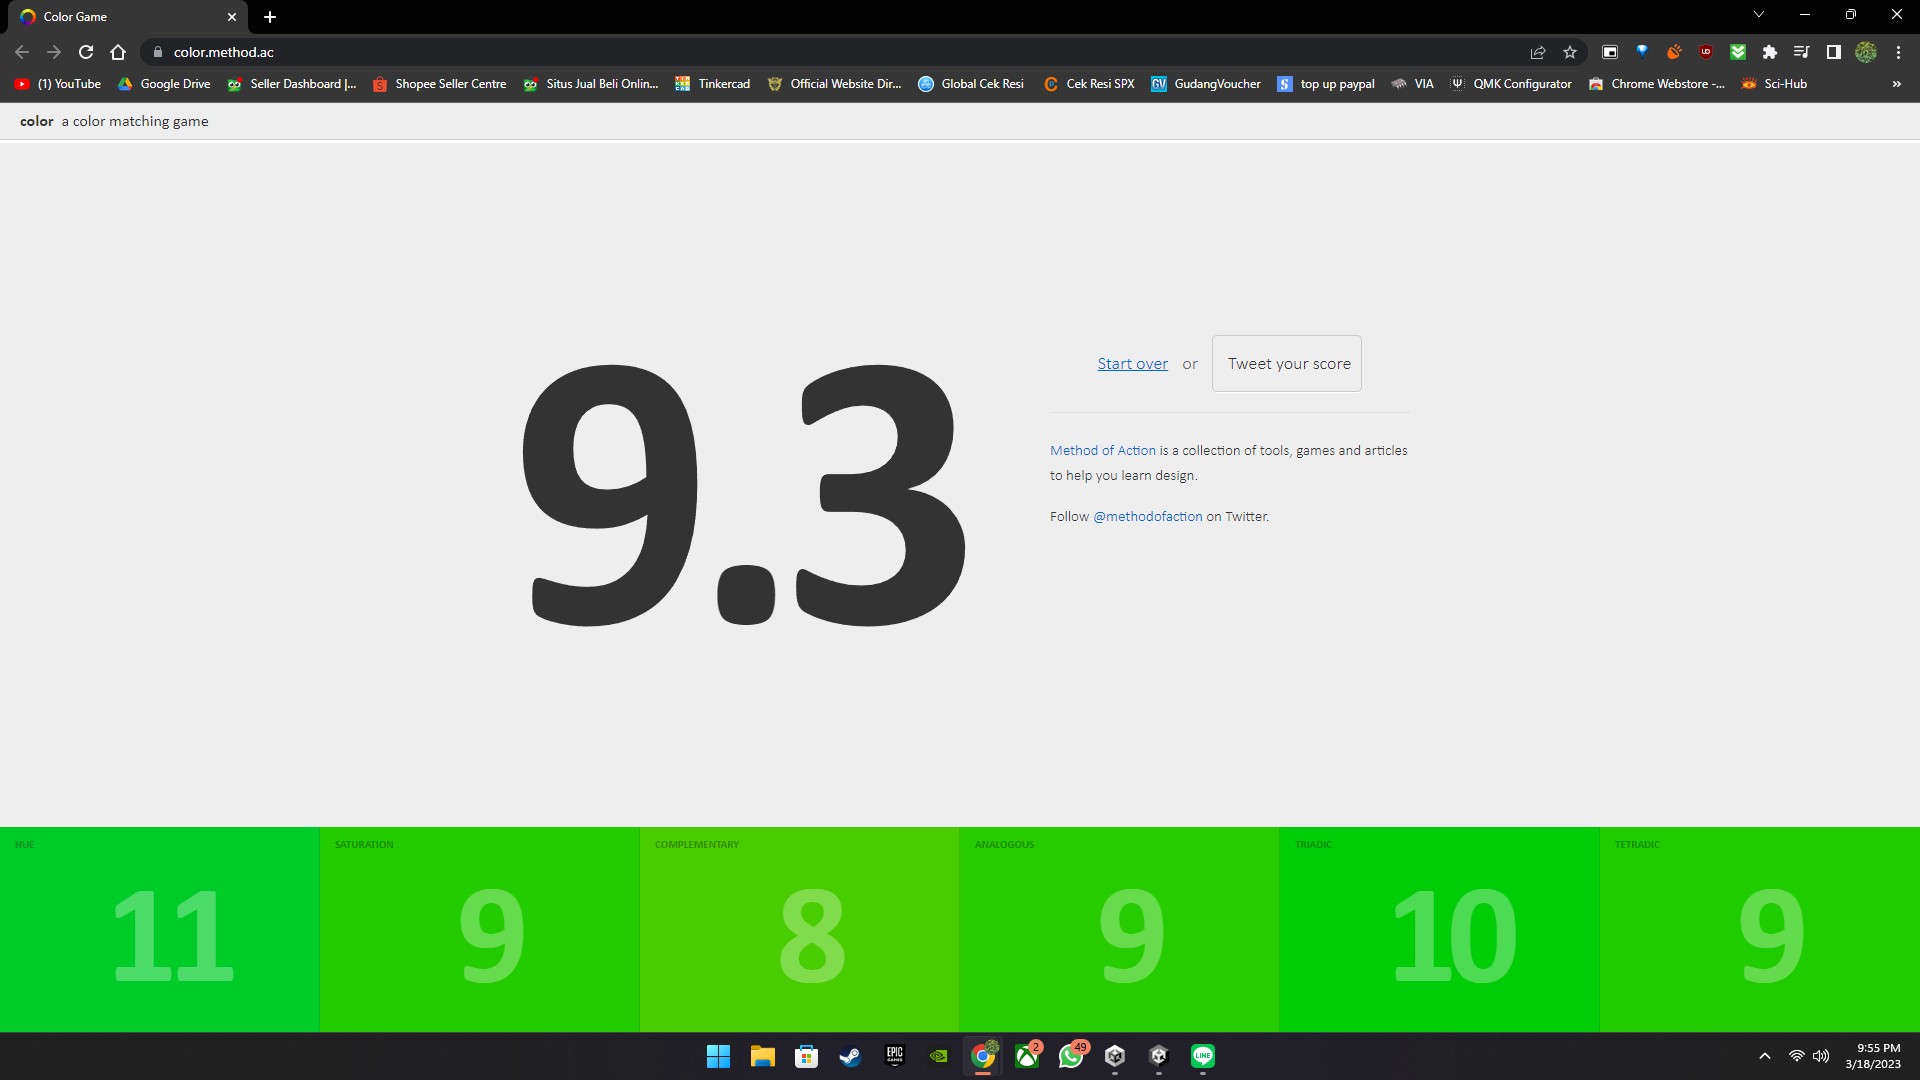 Color Game
color.method.ac
(1) YouTube
Google Drive
Seller Dashboard |...
Shopee Seller Centre
Situs Jual Beli Onlin...
Tinkercad
Official Website Dir...
Global Cek Resi
Cek Resi SPX
GudangVoucher
top up paypal
VIA
QMK Configurator
Chrome Webstore -...
Sci-Hub
»
color a color matching game
9.3
Start over or Tweet your score
Method of Action is a collection of tools, games and articles
to help you learn design.
Follow @methodofaction on Twitter.
HUE
11
SATURATION
9
COMPLEMENTARY
8
ANALOGOUS
9
TRIADIC
10
TETRADIC
9
EPIC
GAMES
2
49
LINE
9:55 PM
3/18/2023